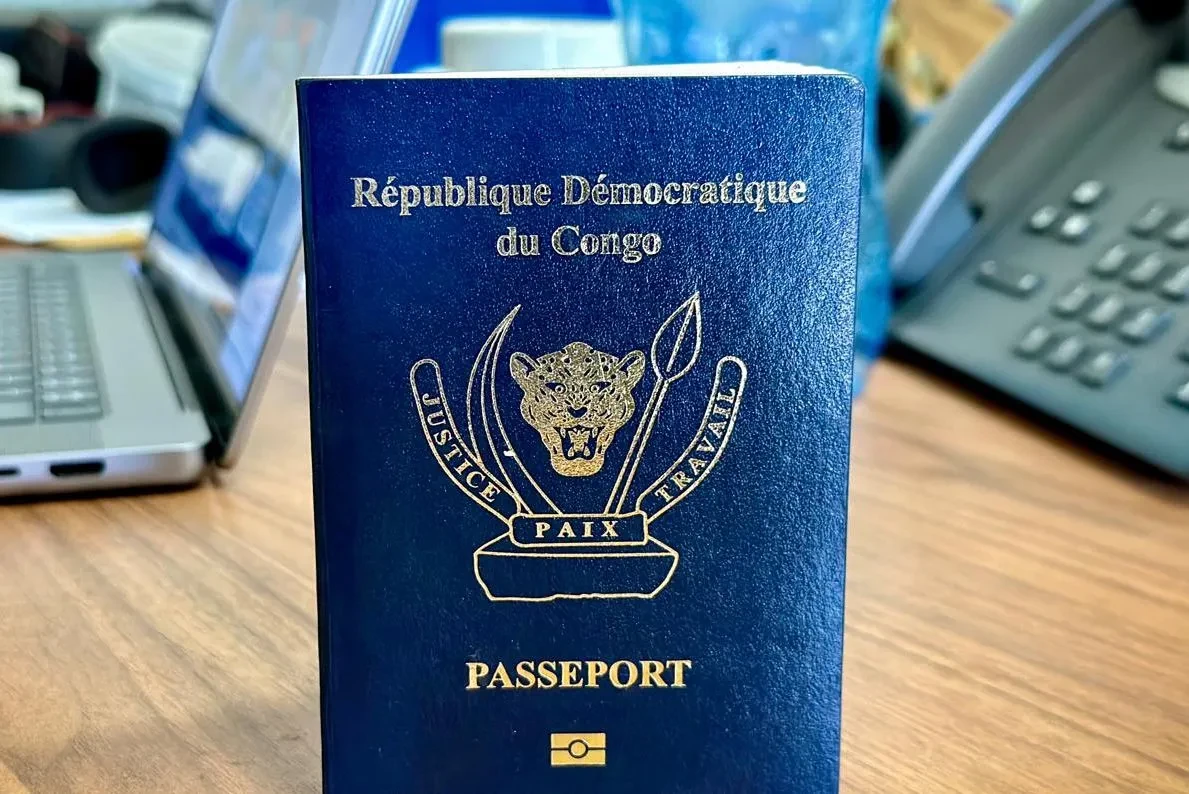 République Démocratique
du Congo
JUSTICE
PAIX
TRAVAIL
PASSEPORT